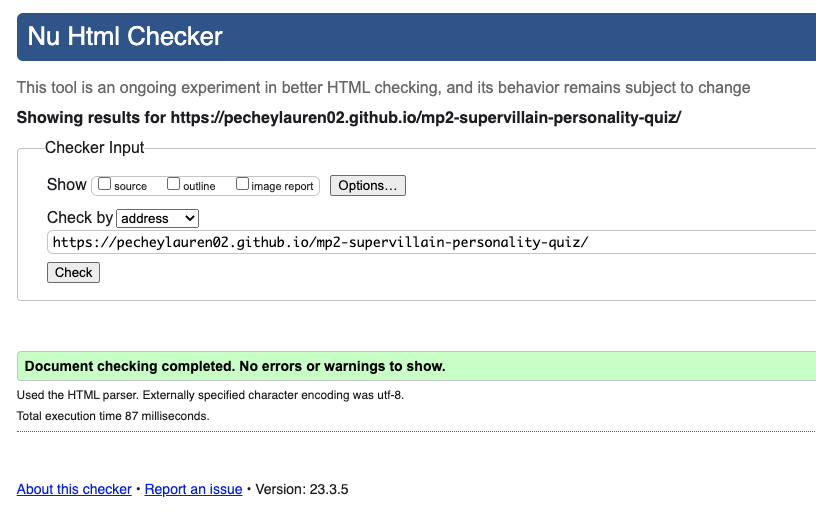 Nu Html Checker
This tool is an ongoing experiment in better HTML checking, and its behavior remains subject to change
Showing results for https://pecheylauren02.github.io/mp2-supervillain-personality-quiz/
Checker Input
Show source outline image report Options...
Check by address
https://pecheylauren02.github.io/mp2-supervillain-personality-quiz/
Check
Document checking completed. No errors or warnings to show.
Used the HTML parser. Externally specified character encoding was utf-8.
Total execution time 87 milliseconds.
About this checker • Report an issue • Version: 23.3.5